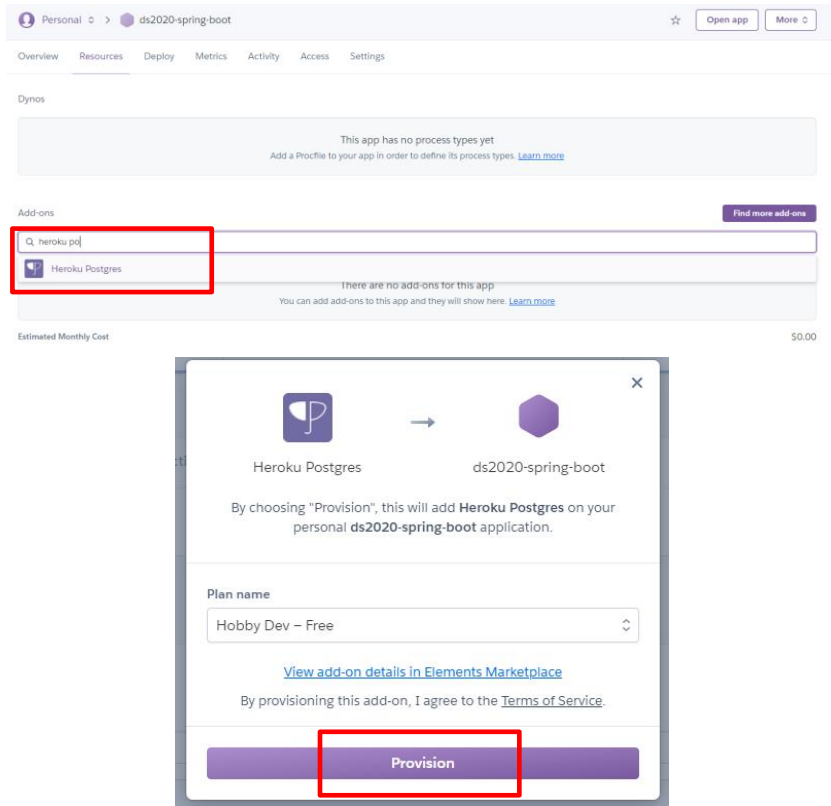 Personal > ds2020-spring-boot Open app More
Overview Resources Deploy Metrics Activity Access Settings
Dynos
This app has no process types yet
Add a Procfile to your app in order to define its process types. Learn more
Add-ons Find more add-ons
heroku po
Heroku Postgres
There are no add-ons for this app
You can add add-ons to this app and they will show here. Learn more
Estimated Monthly Cost $0.00
Heroku Postgres → ds2020-spring-boot
By choosing "Provision", this will add Heroku Postgres on your
personal ds2020-spring-boot application.
Plan name
Hobby Dev – Free
View add-on details in Elements Marketplace
By provisioning this add-on, I agree to the Terms of Service.
Provision